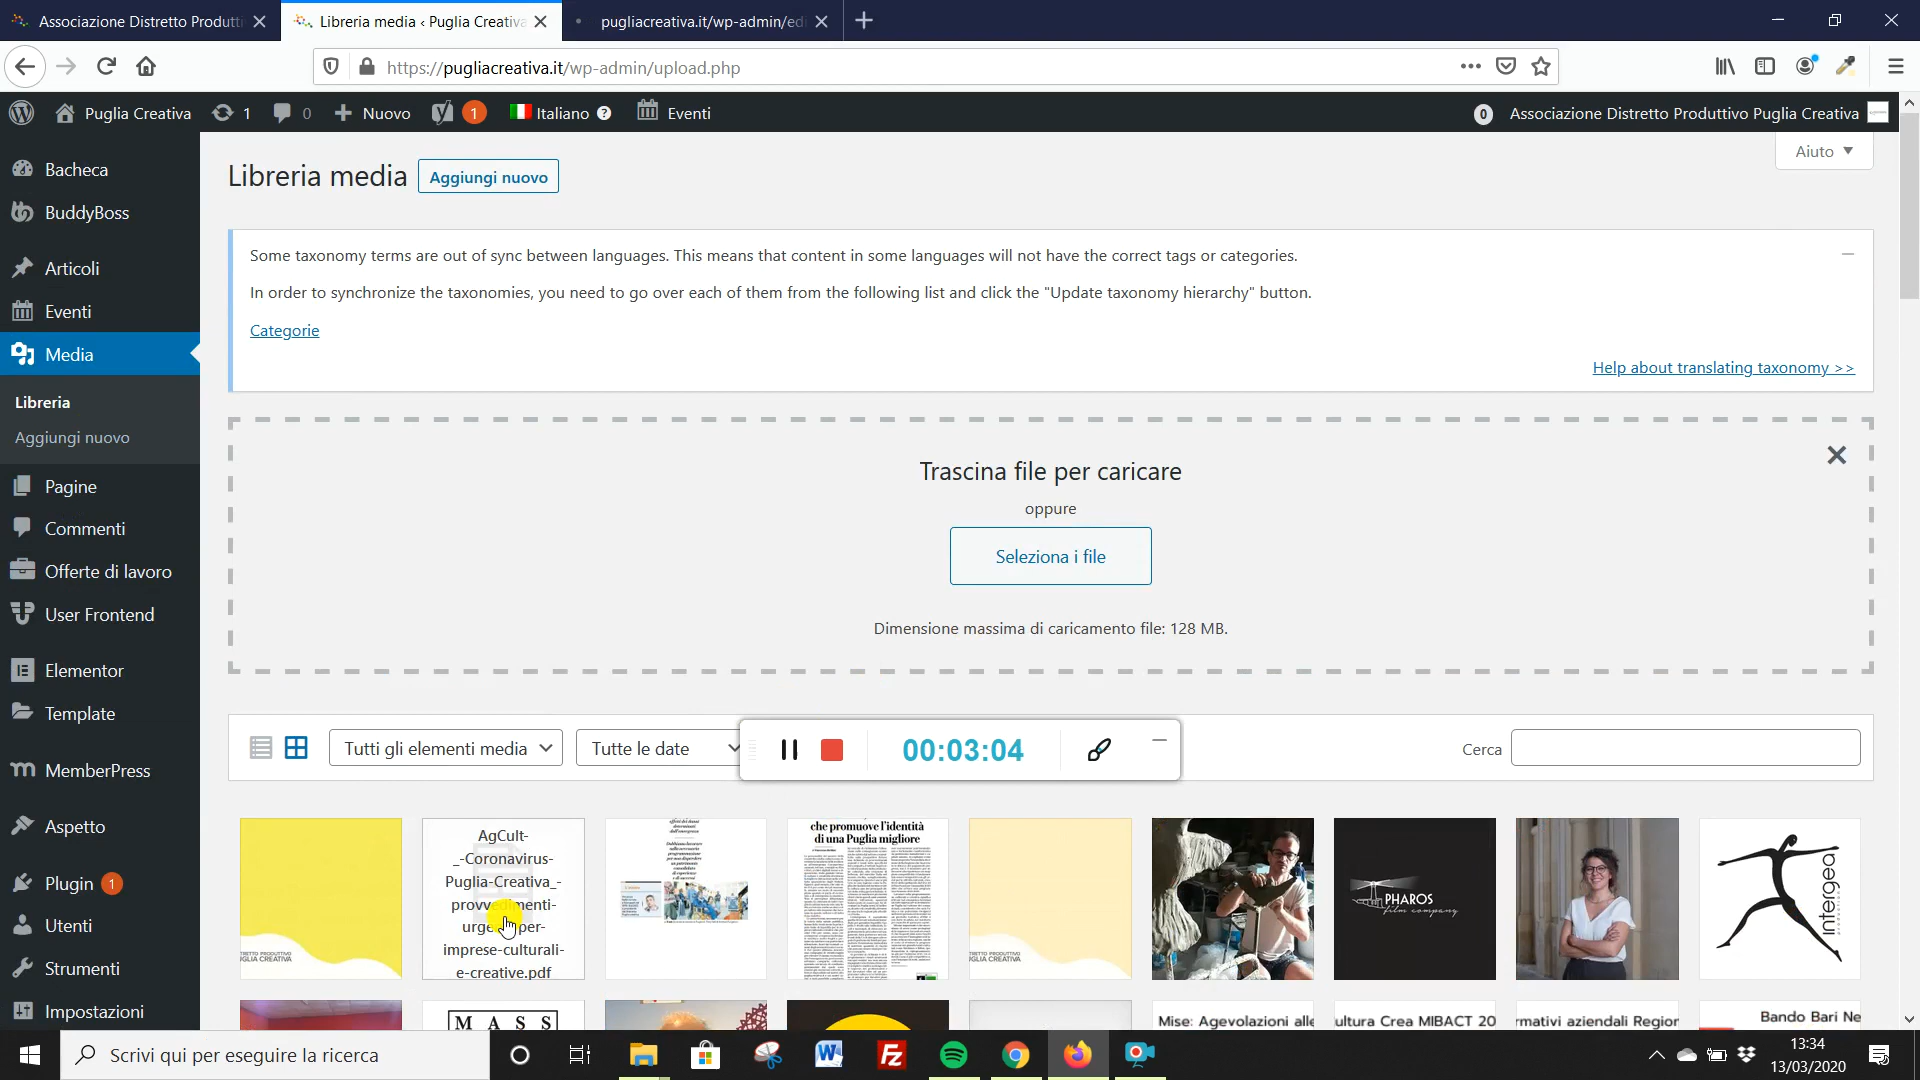 Associazione Distretto Produtti
Libreria media ‹ Puglia Creativa
pugliacreativa.it/wp-admin/edi
https://pugliacreativa.it/wp-admin/upload.php
Puglia Creativa
1
0
Nuovo
1
Italiano
Eventi
0
Associazione Distretto Produttivo Puglia Creativa
Bacheca
BuddyBoss
Articoli
Eventi
Media
Libreria
Aggiungi nuovo
Pagine
Commenti
Offerte di lavoro
User Frontend
Elementor
Template
MemberPress
Aspetto
Plugin 1
Utenti
Strumenti
Impostazioni
Aiuto
Libreria media
Aggiungi nuovo
Some taxonomy terms are out of sync between languages. This means that content in some languages will not have the correct tags or categories.
In order to synchronize the taxonomies, you need to go over each of them from the following list and click the "Update taxonomy hierarchy" button.
Categorie
Help about translating taxonomy >>
Trascina file per caricare
oppure
Seleziona i file
Dimensione massima di caricamento file: 128 MB.
Tutti gli elementi media
Tutte le date
00:03:04
Cerca
AgCult-
_-Coronavirus-
Puglia-Creativa_-
provvedimenti-
per-
imprese-culturali-
e-creative.pdf
che promuove l'identità
di una Puglia migliore
PHAROS
film company
intergea
MASS
Mise: Agevolazioni alle
ultura Crea MIBACT 20
rmativi aziendali Region
Bando Bari Ne
Scrivi qui per eseguire la ricerca
13:34
13/03/2020